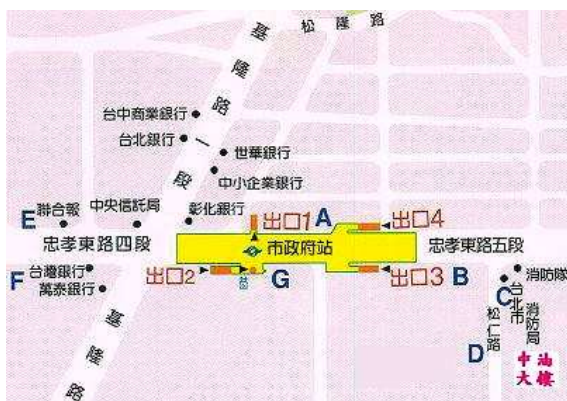 松隆路
基隆路一段
台中商業銀行
台北銀行
世華銀行
中小企業銀行
彰化銀行
中央信託局
E
聯合報
出口1
A
出口4
忠孝東路四段
市政府站
忠孝東路五段
F
台灣銀行
萬泰銀行
出口2
G
出口3
B
消防隊
C
台北市
消防局
松仁路
D
基隆路
中油
大樓